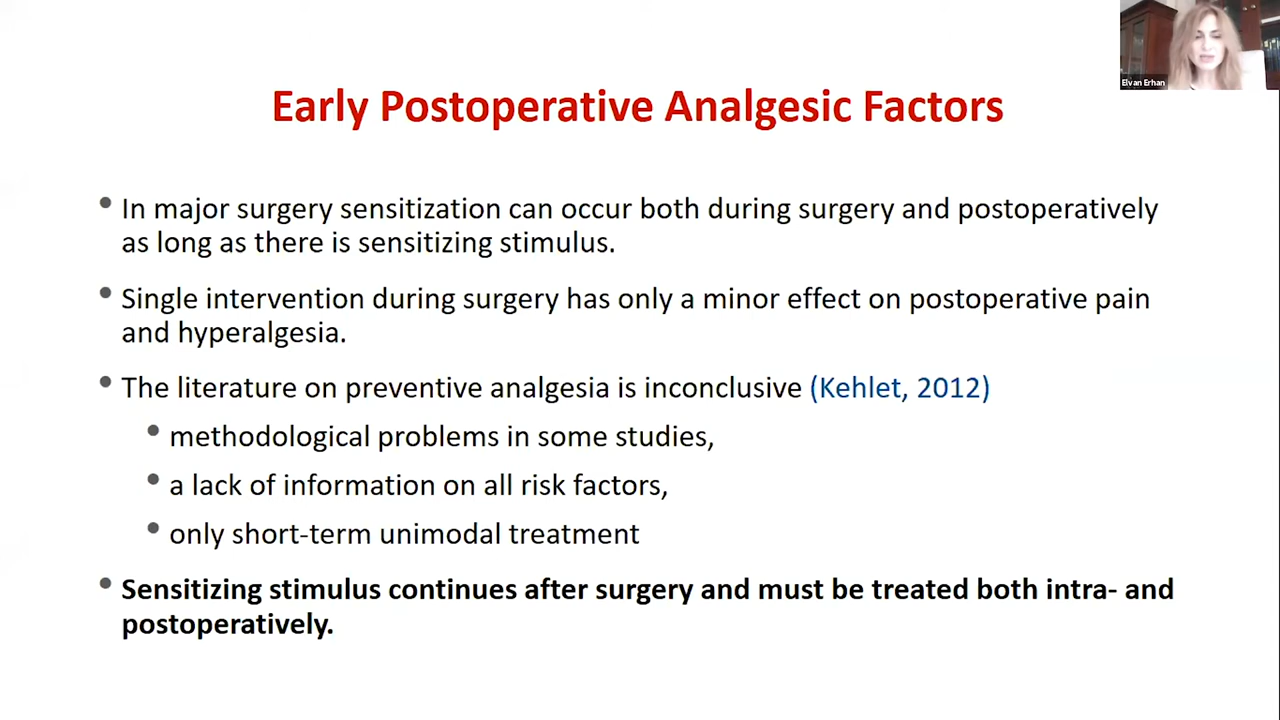 Elvan Erhan
Early Postoperative Analgesic Factors
• In major surgery sensitization can occur both during surgery and postoperatively
as long as there is sensitizing stimulus.
• Single intervention during surgery has only a minor effect on postoperative pain
and hyperalgesia.
• The literature on preventive analgesia is inconclusive (Kehlet, 2012)
• methodological problems in some studies,
• a lack of information on all risk factors,
• only short-term unimodal treatment
• Sensitizing stimulus continues after surgery and must be treated both intra- and
postoperatively.